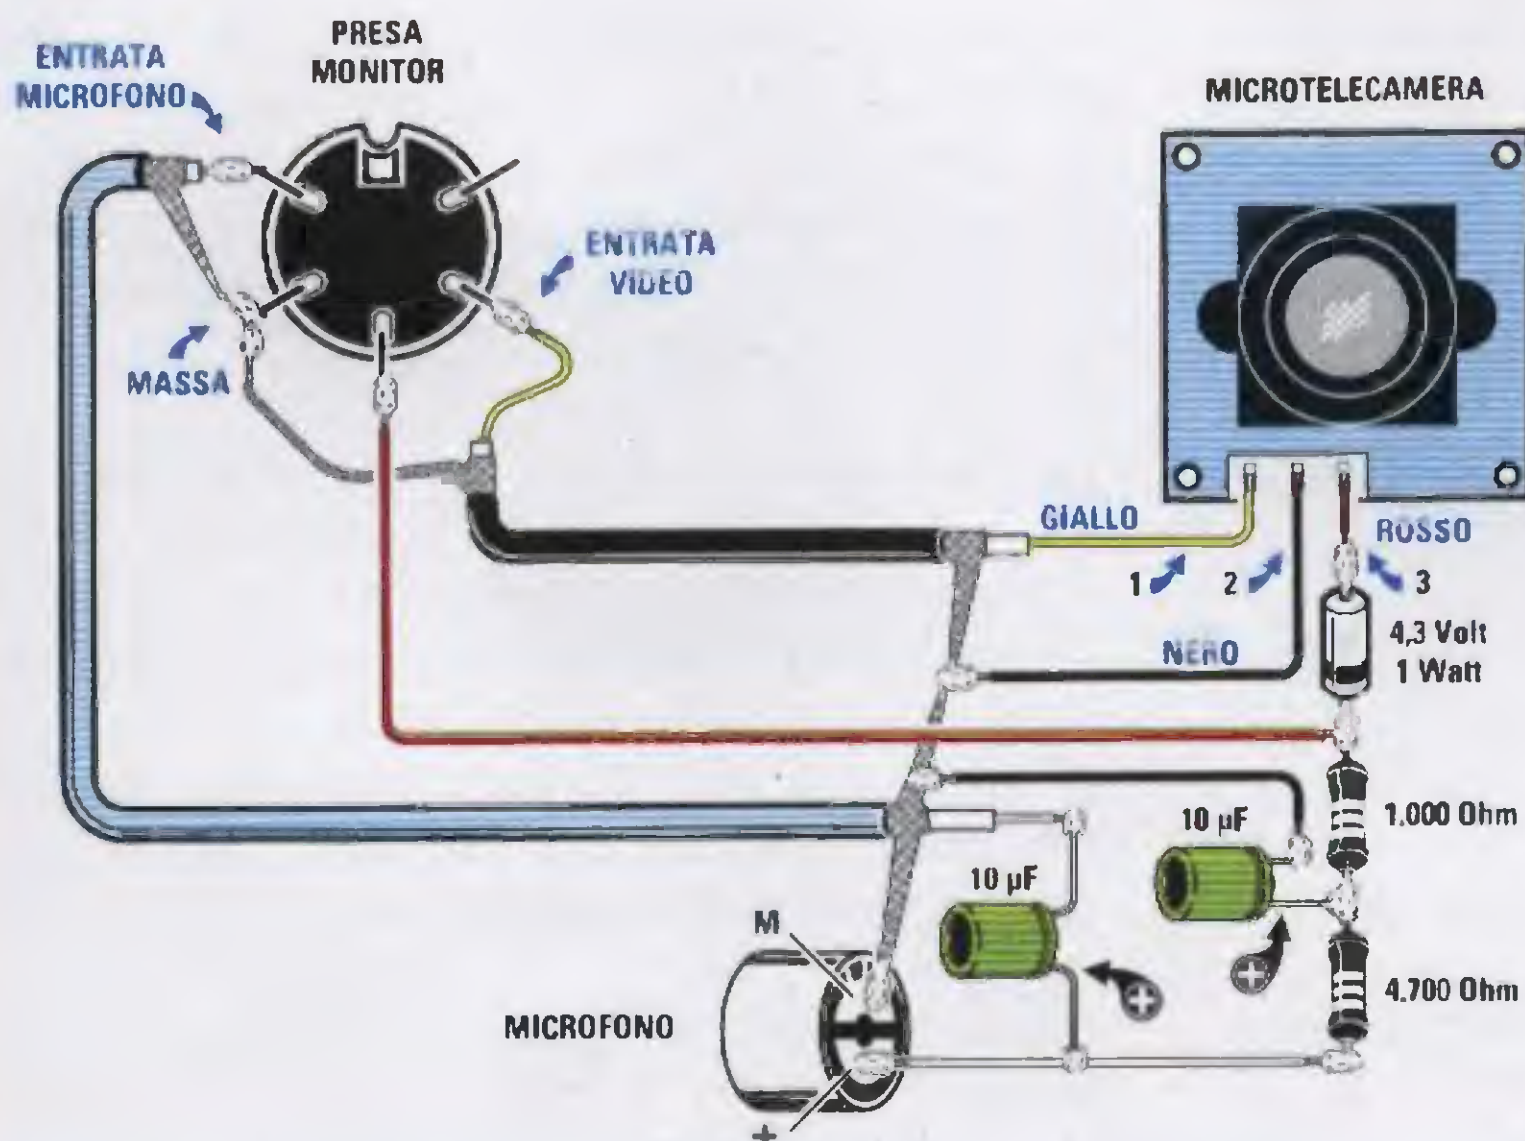 ENTRATA
MICROFONO
PRESA
MONITOR
MICROTELECAMERA
ENTRATA
VIDEO
MASSA
GIALLO
ROSSO
1
2
3
4,3 Volt
1 Watt
NERO
10 µF
1.000 Ohm
10 µF
M
+
+
4.700 Ohm
MICROFONO
+